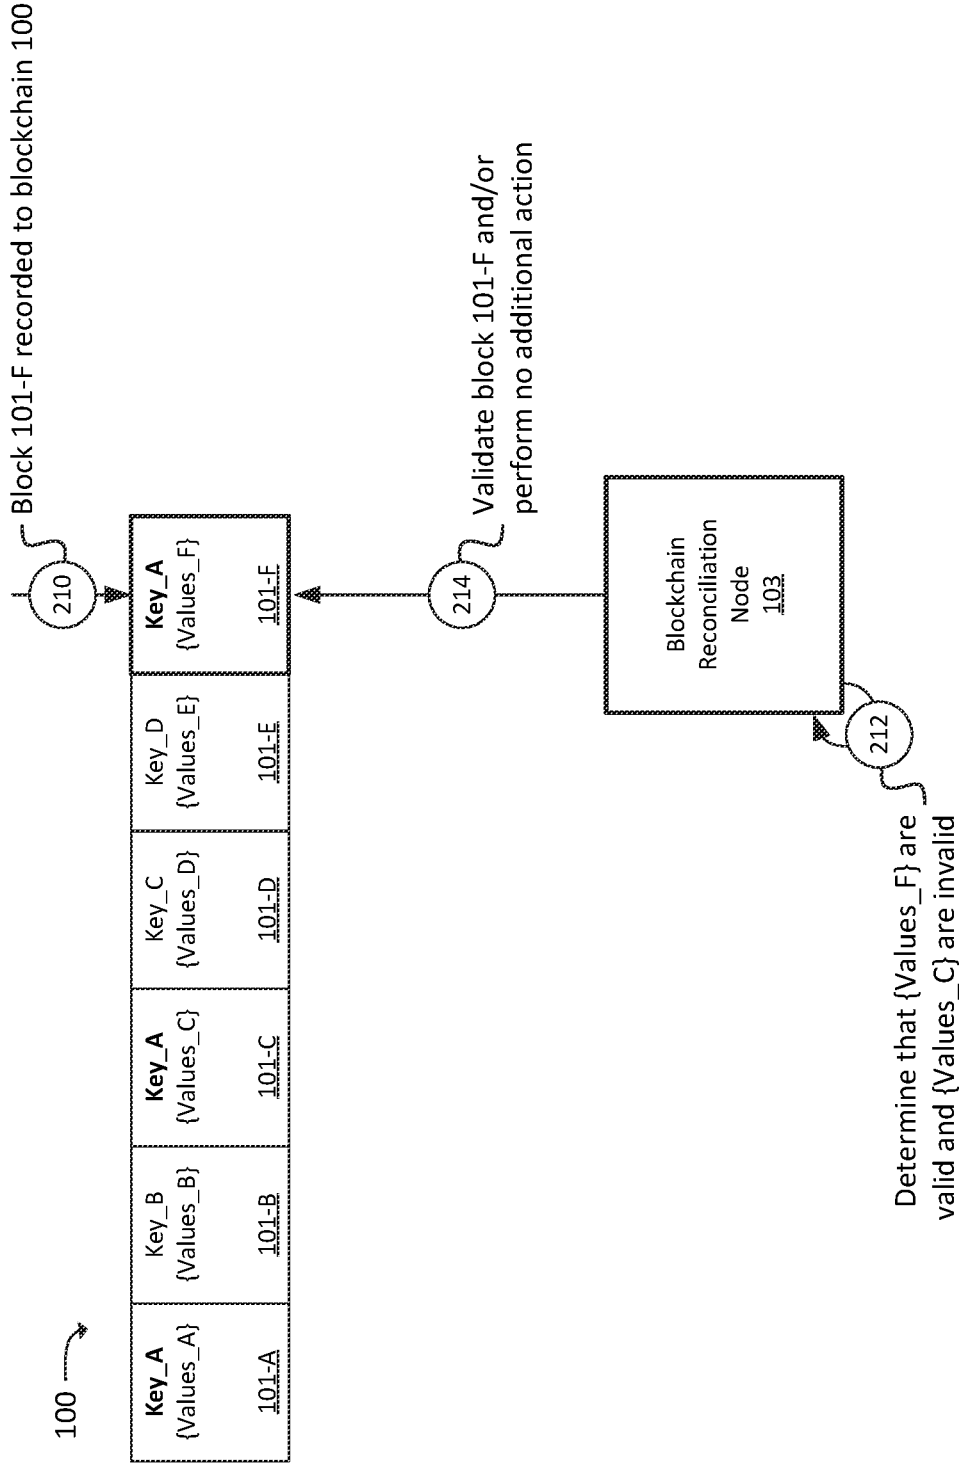 100
Block 101-F recorded to blockchain 100
210
Key_A
{Values_A}
101-A
Key_B
{Values_B}
101-B
Key_A
{Values_C}
101-C
Key_C
{Values_D}
101-D
Key_D
{Values_E}
101-E
Key_A
{Values_F}
101-F
214
Validate block 101-F and/or
perform no additional action
Blockchain
Reconciliation
Node
103
212
Determine that {Values_F} are
valid and {Values_C} are invalid